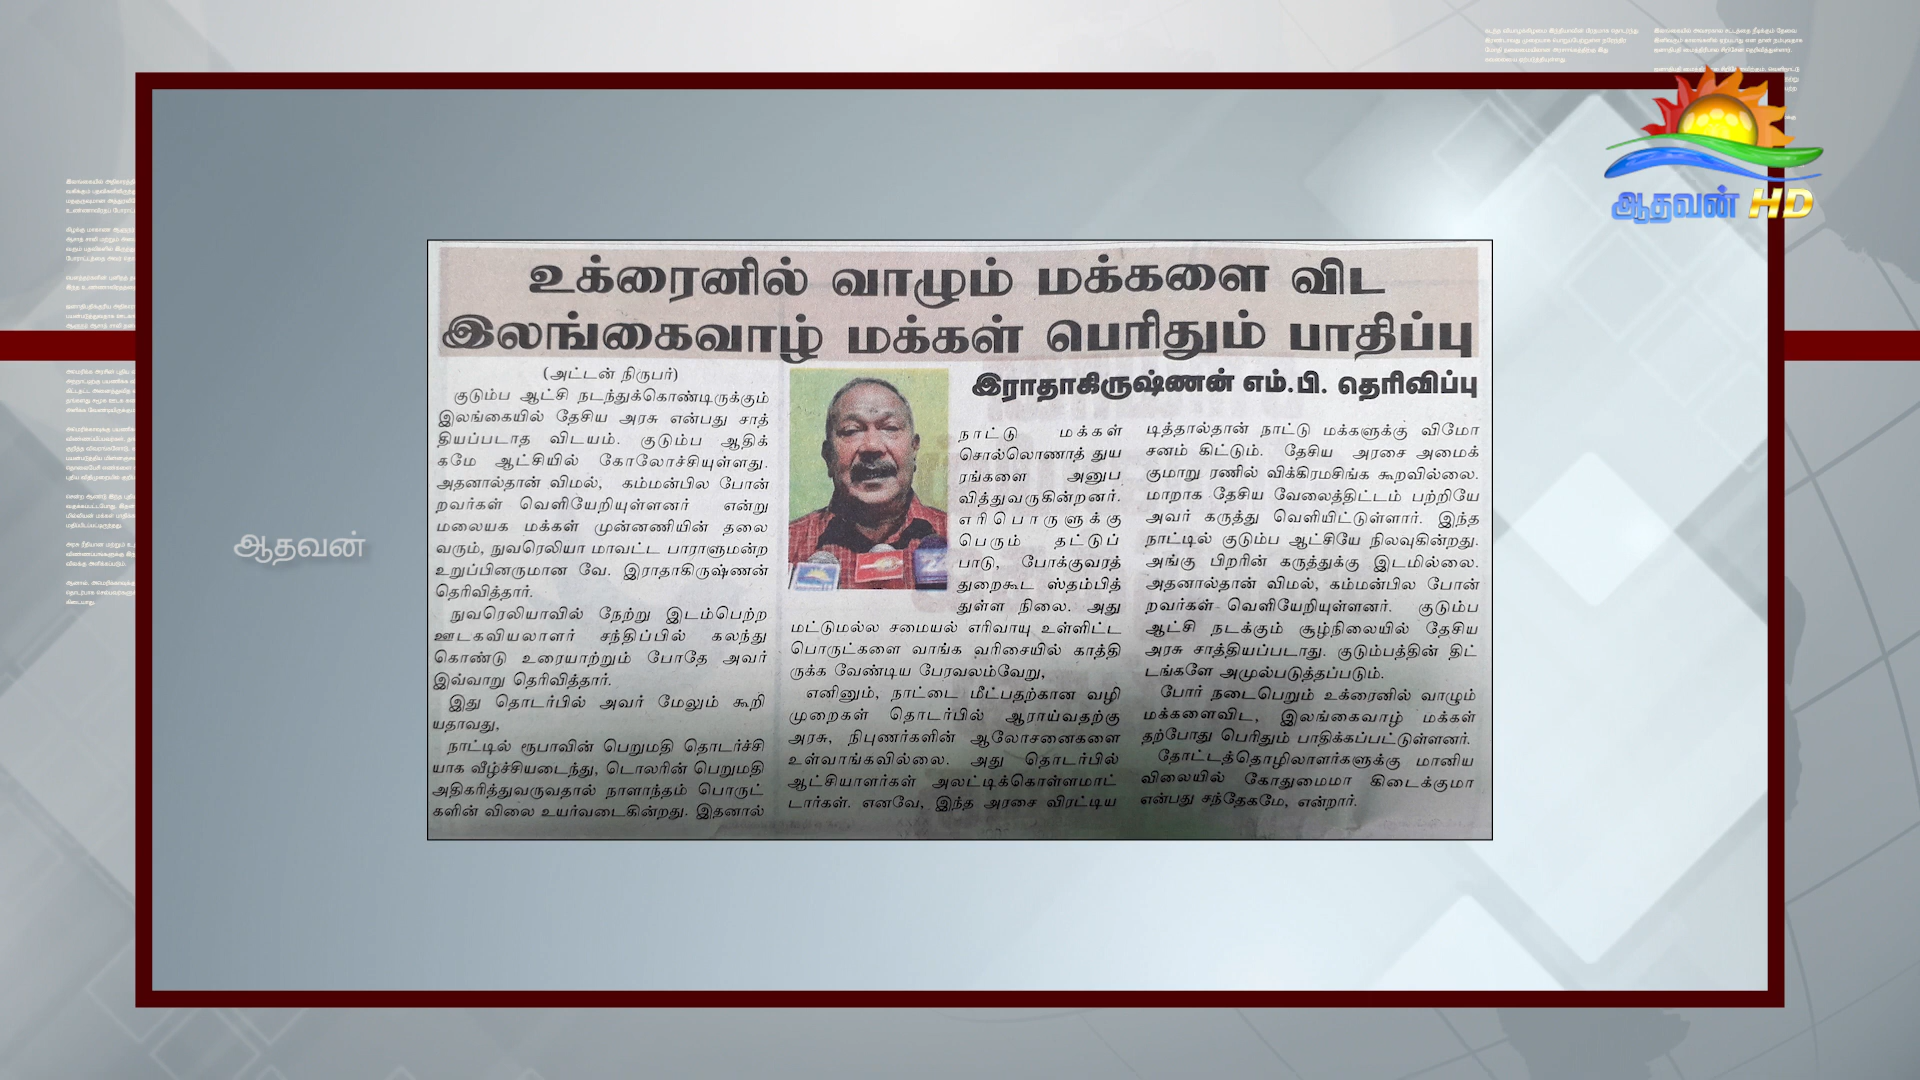 ஆதவன் HD
ஆதவன்
உக்ரைனில் வாழும் மக்களை விட
இலங்கைவாழ் மக்கள் பெரிதும் பாதிப்பு
இராதாகிருஷ்ணன் எம்.பி. தெரிவிப்பு
(அட்டன் நிருபர்)
குடும்ப ஆட்சி நடந்துக்கொண்டிருக்கும்
இலங்கையில் தேசிய அரசு என்பது சாத்
தியப்படாத விடயம். குடும்ப ஆதிக்
கமே ஆட்சியில் கோலோச்சியுள்ளது.
அதனால்தான் விமல், கம்மன்பில போன்
றவர்கள் வெளியேறியுள்ளனர் என்று
மலையக மக்கள் முன்னணியின் தலை
வரும், நுவரெலியா மாவட்ட பாராளுமன்ற
உறுப்பினருமான வே. இராதாகிருஷ்ணன்
தெரிவித்தார்.
நுவரெலியாவில் நேற்று இடம்பெற்ற
ஊடகவியலாளர் சந்திப்பில் கலந்து
கொண்டு உரையாற்றும் போதே அவர்
இவ்வாறு தெரிவித்தார்.
இது தொடர்பில் அவர் மேலும் கூறி
யதாவது,
நாட்டில் ரூபாவின் பெறுமதி தொடர்ச்சி
யாக வீழ்ச்சியடைந்து, டொலரின் பெறுமதி
அதிகரித்துவருவதால் நாளாந்தம் பொருட்
களின் விலை உயர்வடைகின்றது. இதனால்
நாட்டு மக்கள்
சொல்லொணாத் துய
ரங்களை அனுப
வித்துவருகின்றனர்.
எரிபொருளுக்கு
பெரும் தட்டுப்
பாடு, போக்குவரத்
துறைகூட ஸ்தம்பித்
துள்ள நிலை. அது
மட்டுமல்ல சமையல் எரிவாயு உள்ளிட்ட
பொருட்களை வாங்க வரிசையில் காத்தி
ருக்க வேண்டிய பேரவலம்வேறு,
எனினும், நாட்டை மீட்பதற்கான வழி
முறைகள் தொடர்பில் ஆராய்வதற்கு
அரசு, நிபுணர்களின் ஆலோசனைகளை
உள்வாங்கவில்லை. அது தொடர்பில்
ஆட்சியாளர்கள் அலட்டிக்கொள்ளமாட்
டார்கள். எனவே, இந்த அரசை விரட்டிய
டித்தால்தான் நாட்டு மக்களுக்கு விமோ
சனம் கிட்டும். தேசிய அரசை அமைக்
குமாறு ரணில் விக்கிரமசிங்க கூறவில்லை.
மாறாக தேசிய வேலைத்திட்டம் பற்றியே
அவர் கருத்து வெளியிட்டுள்ளார். இந்த
நாட்டில் குடும்ப ஆட்சியே நிலவுகின்றது.
அங்கு பிறரின் கருத்துக்கு இடமில்லை.
அதனால்தான் விமல், கம்மன்பில போன்
றவர்கள் வெளியேறியுள்ளனர். குடும்ப
ஆட்சி நடக்கும் சூழ்நிலையில் தேசிய
அரசு சாத்தியப்படாது. குடும்பத்தின் திட்
டங்களே அமுல்படுத்தப்படும்.
போர் நடைபெறும் உக்ரைனில் வாழும்
மக்களைவிட, இலங்கைவாழ் மக்கள்
தற்போது பெரிதும் பாதிக்கப்பட்டுள்ளனர்.
தோட்டத்தொழிலாளர்களுக்கு மானிய
விலையில் கோதுமைமா கிடைக்குமா
என்பது சந்தேகமே, என்றார்.